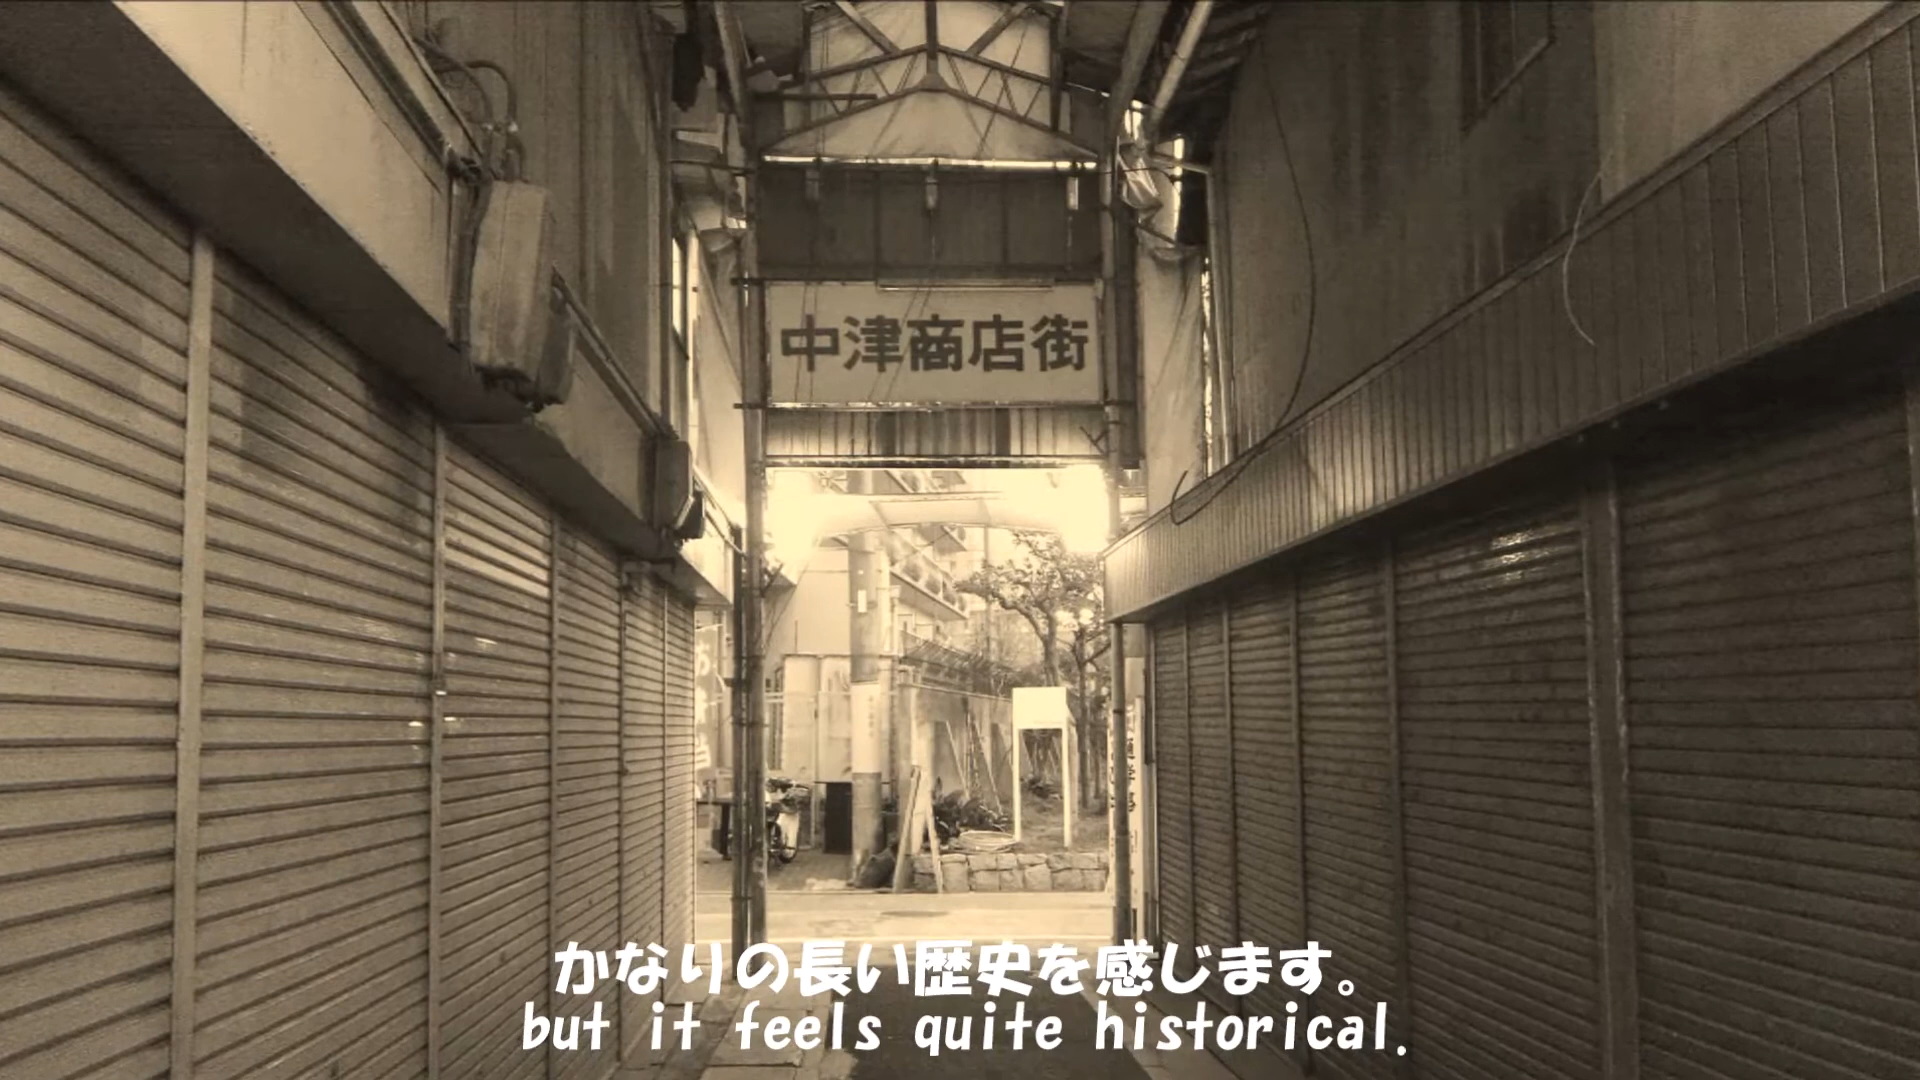 中津商店街
かなりの長い歴史を感じます。
but it feels quite historical.